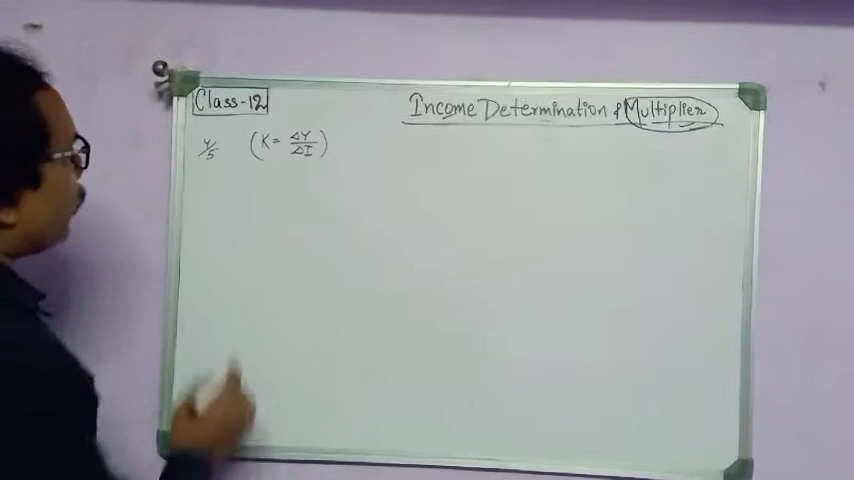 Class-12
Income Determination & Multiplier
4/5 (K = ΔY/ΔI)